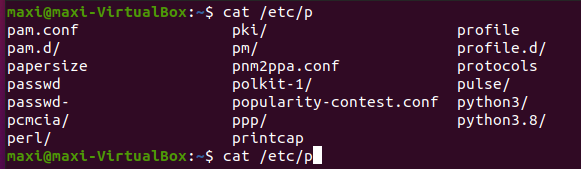 maxi@maxi-VirtualBox:~$ cat /etc/p
pam.conf pki/ profile
pam.d/ pm/ profile.d/
papersize pnm2ppa.conf protocols
passwd polkit-1/ pulse/
passwd- popularity-contest.conf python3/
pcmcia/ ppp/ python3.8/
perl/ printcap
maxi@maxi-VirtualBox:~$ cat /etc/p